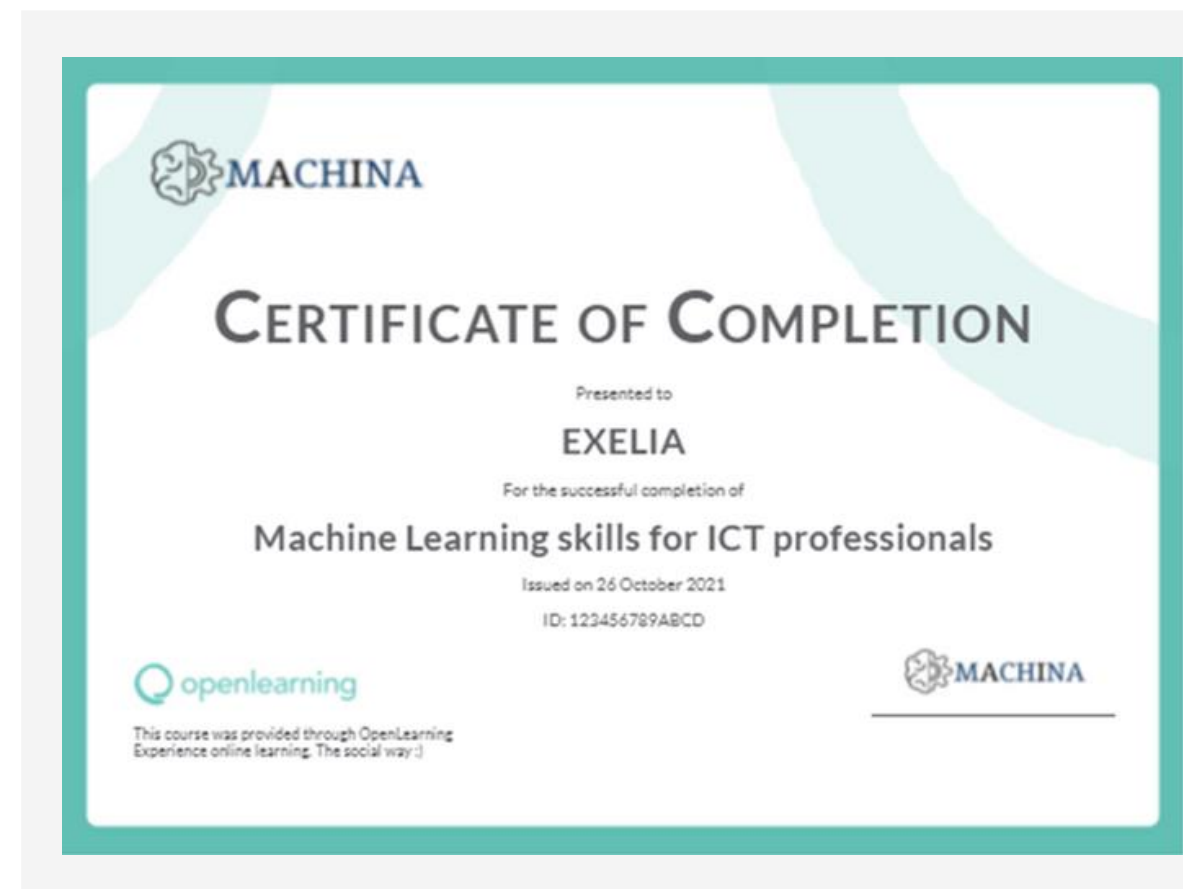 MACHINA
CERTIFICATE OF COMPLETION
Presented to
EXELIA
For the successful completion of
Machine Learning skills for ICT professionals
Issued on 26 October 2021
ID: 123456789ABCD
MACHINA
openlearning
This course was provided through OpenLearning
Experience online learning. The social way :)